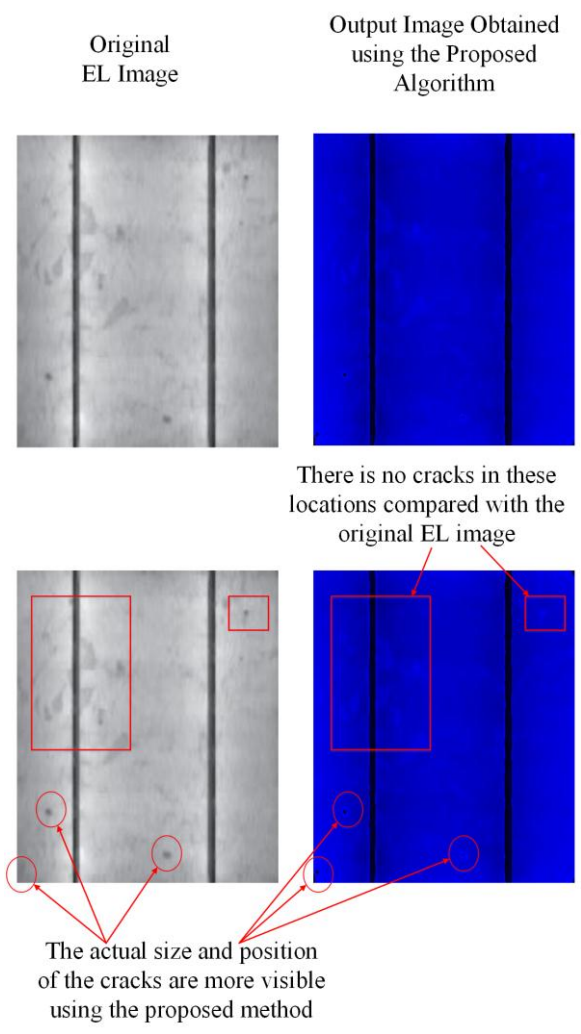 Original
EL Image
Output Image Obtained
using the Proposed
Algorithm
There is no cracks in these
locations compared with the
original EL image
The actual size and position
of the cracks are more visible
using the proposed method